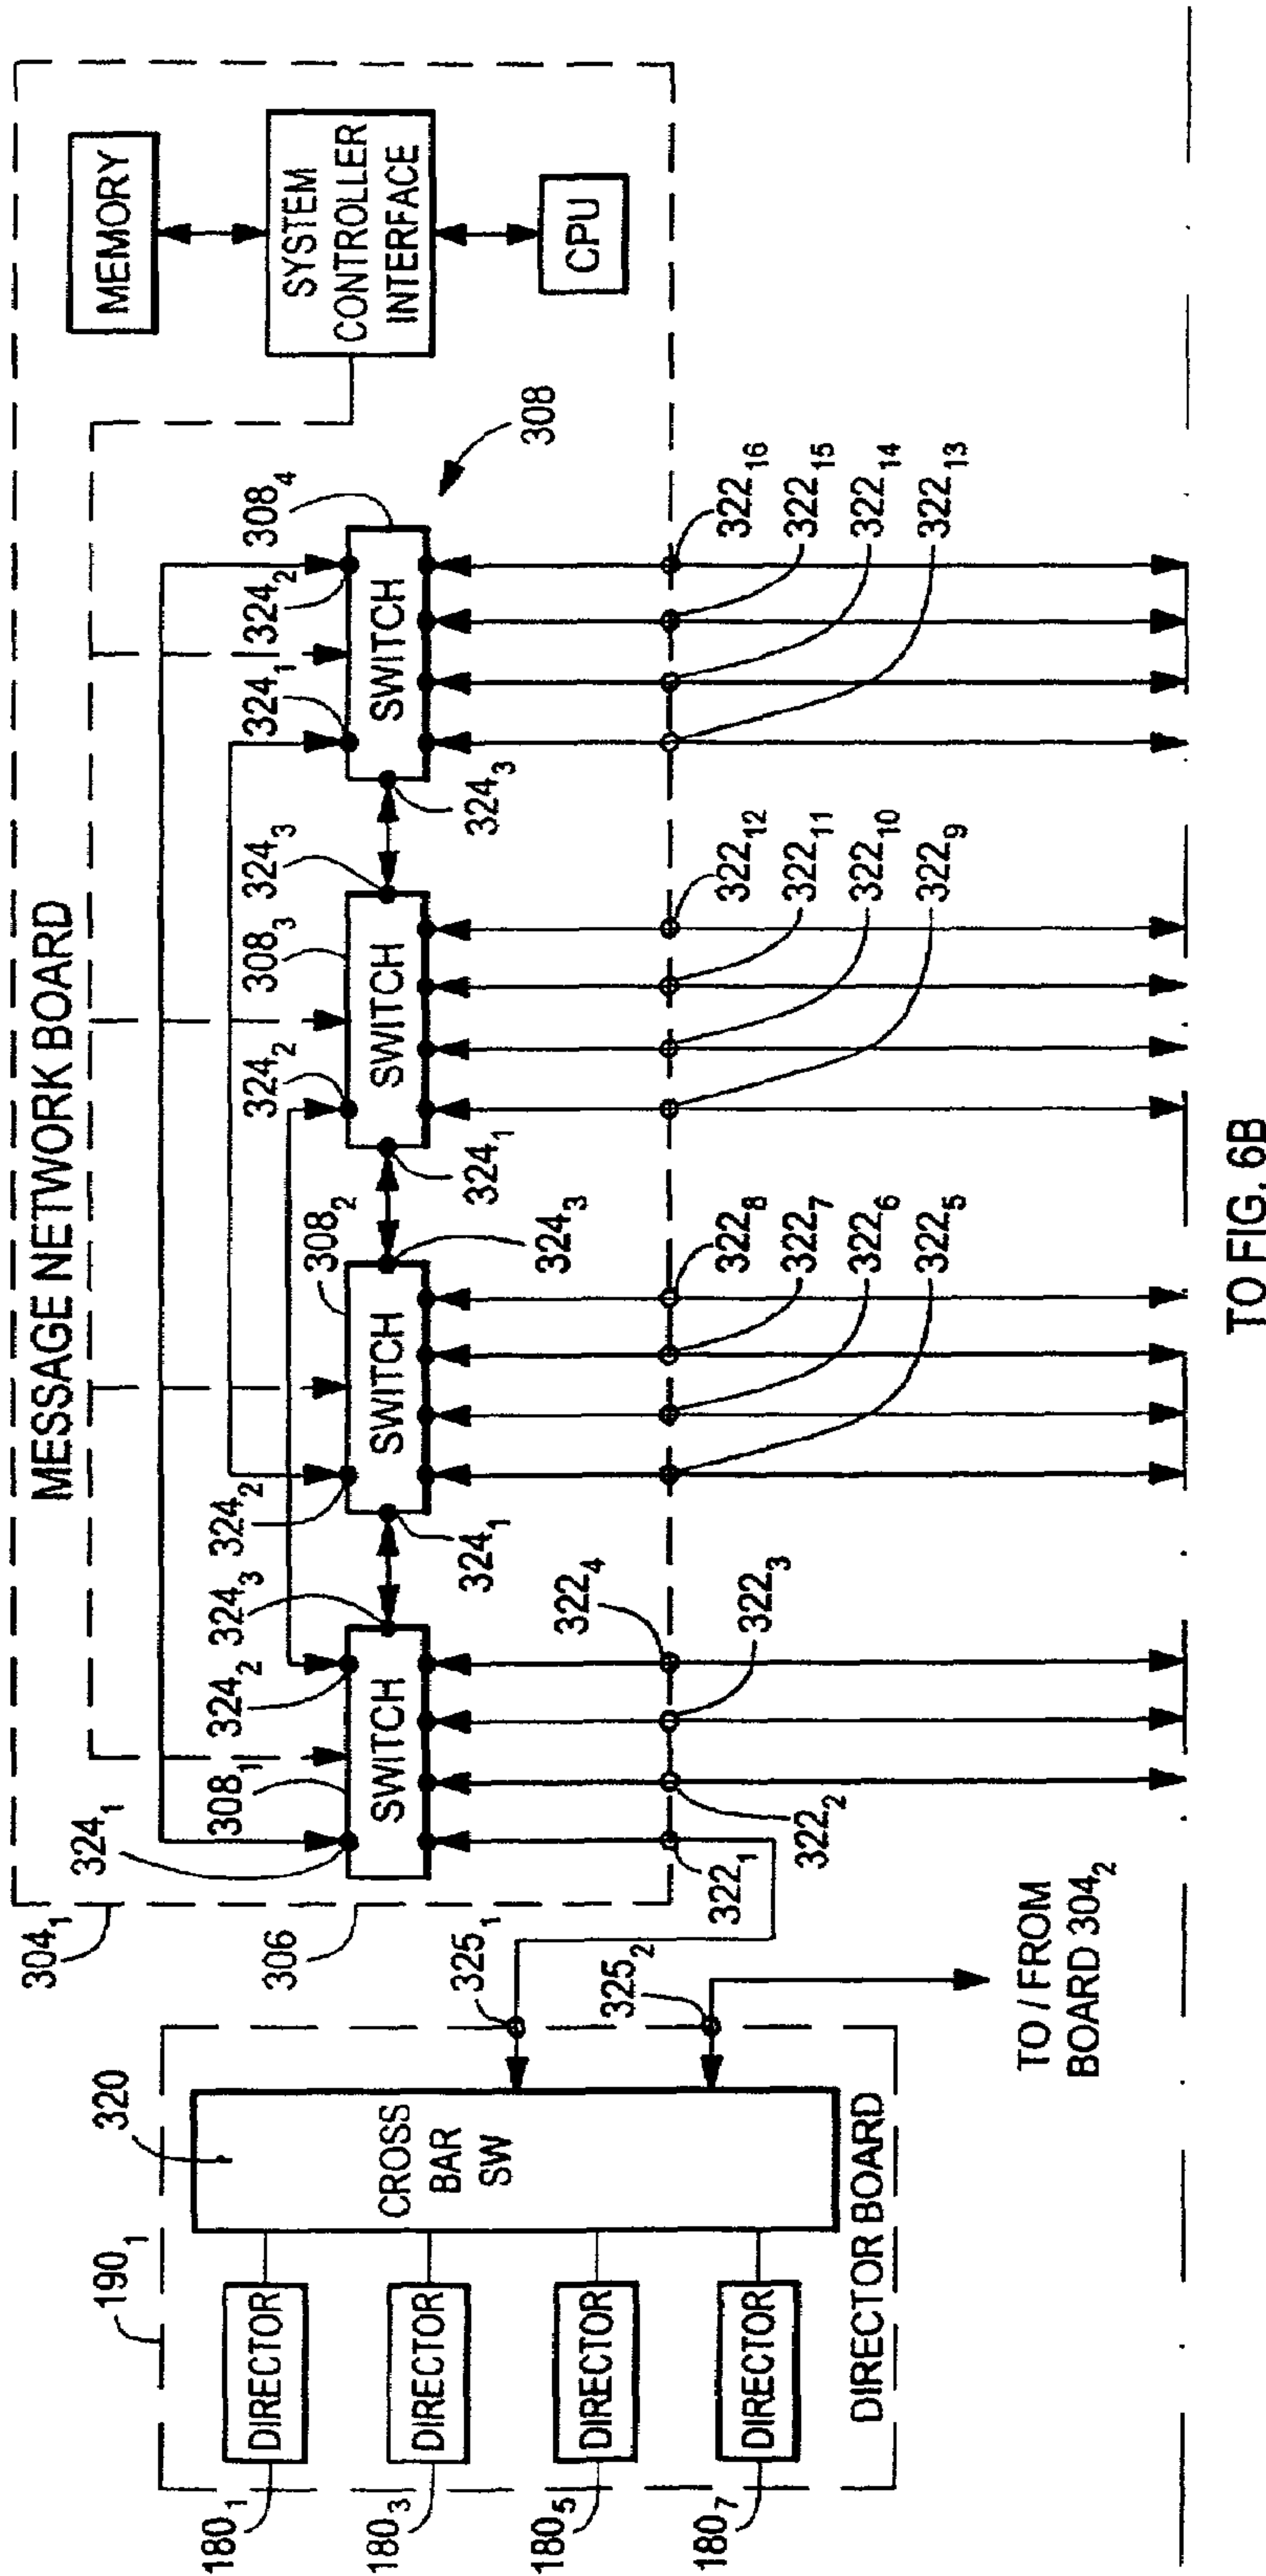 MESSAGE NETWORK BOARD
MEMORY
SYSTEM
CONTROLLER
INTERFACE
CPU
304₁
306
308
324₁
308₁
324₂
324₃
SWITCH
324₁
324₂
308₂
324₃
SWITCH
324₁
324₂
308₃
324₃
SWITCH
324₃
324₁
324₂
308₄
SWITCH
322₁
322₂
322₃
322₄
322₅
322₆
322₇
322₈
322₉
322₁₀
322₁₁
322₁₂
322₁₃
322₁₄
322₁₅
322₁₆
190₁
320
CROSS
BAR
SW
325₁
325₂
DIRECTOR
DIRECTOR
DIRECTOR
DIRECTOR
180₁
180₃
180₅
180₇
DIRECTOR BOARD
TO / FROM
BOARD 304₂
TO FIG. 6B